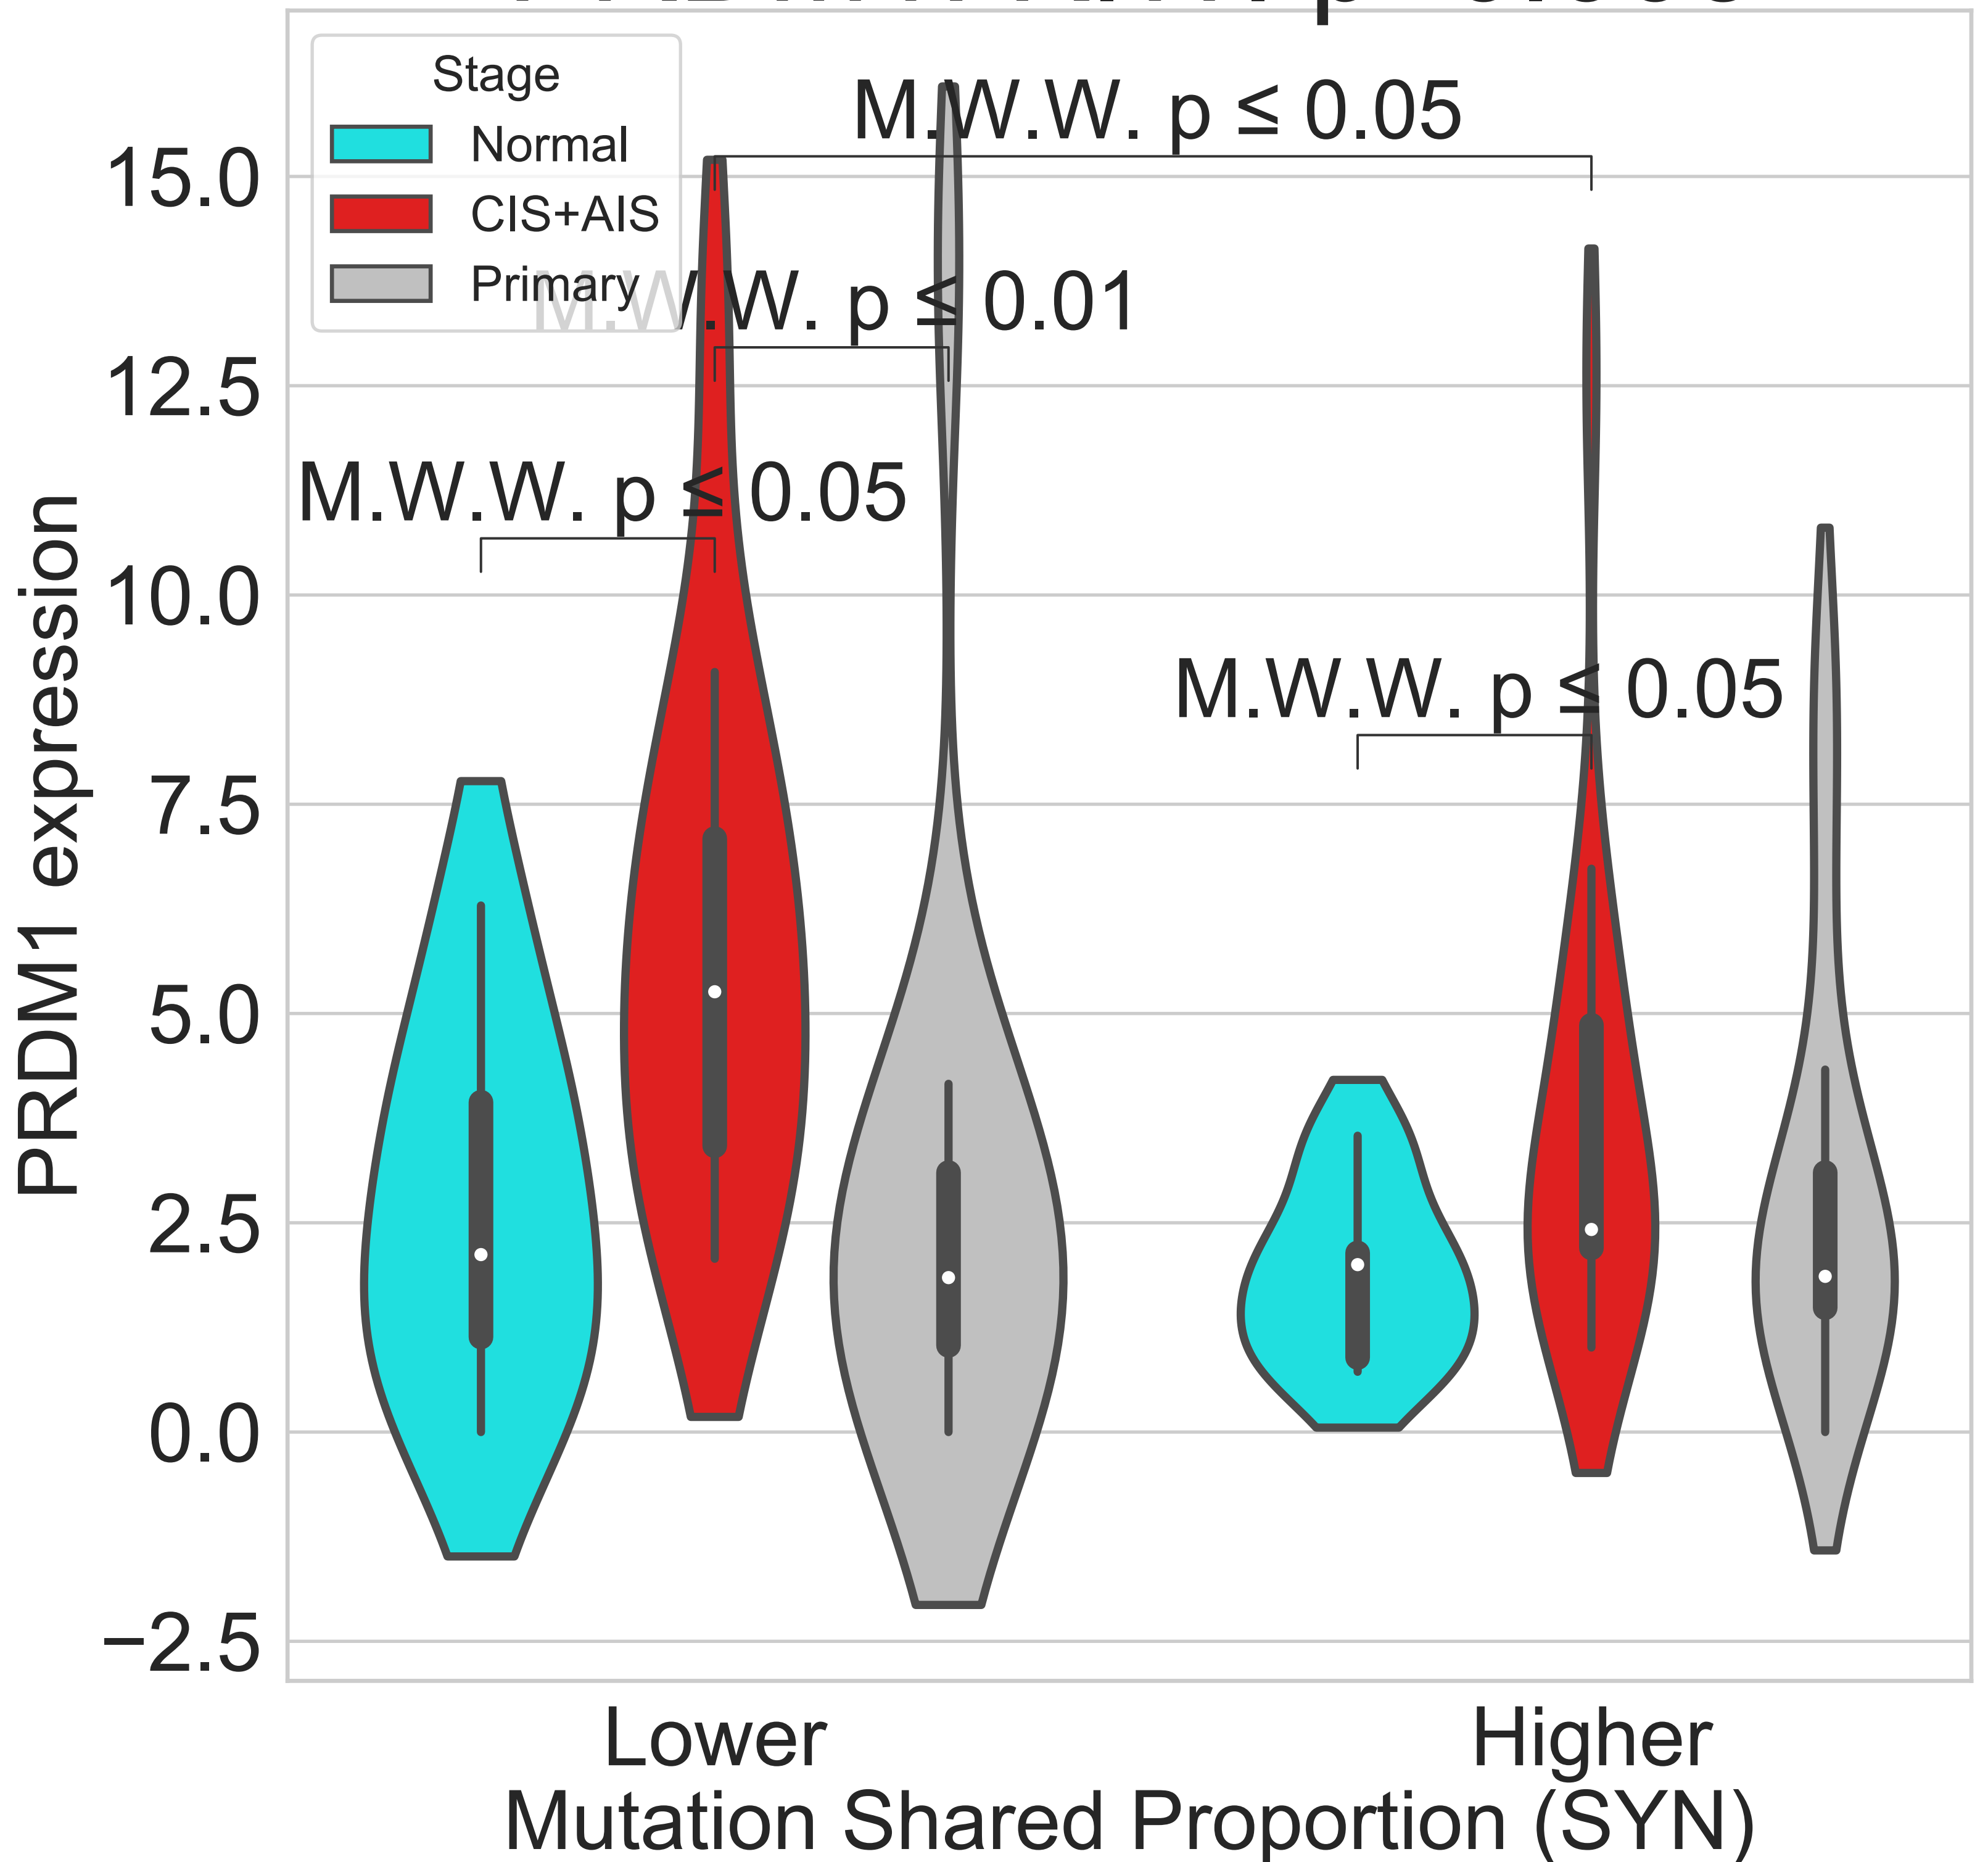 Stage
Normal
CIS+AIS
Primary
M.W.W. p ≤ 0.05
M.W.W. p ≤ 0.01
M.W.W. p ≤ 0.05
M.W.W. p ≤ 0.05
PRDM1 expression
15.0
12.5
10.0
7.5
5.0
2.5
0.0
−2.5
Lower
Higher
Mutation Shared Proportion (SYN)